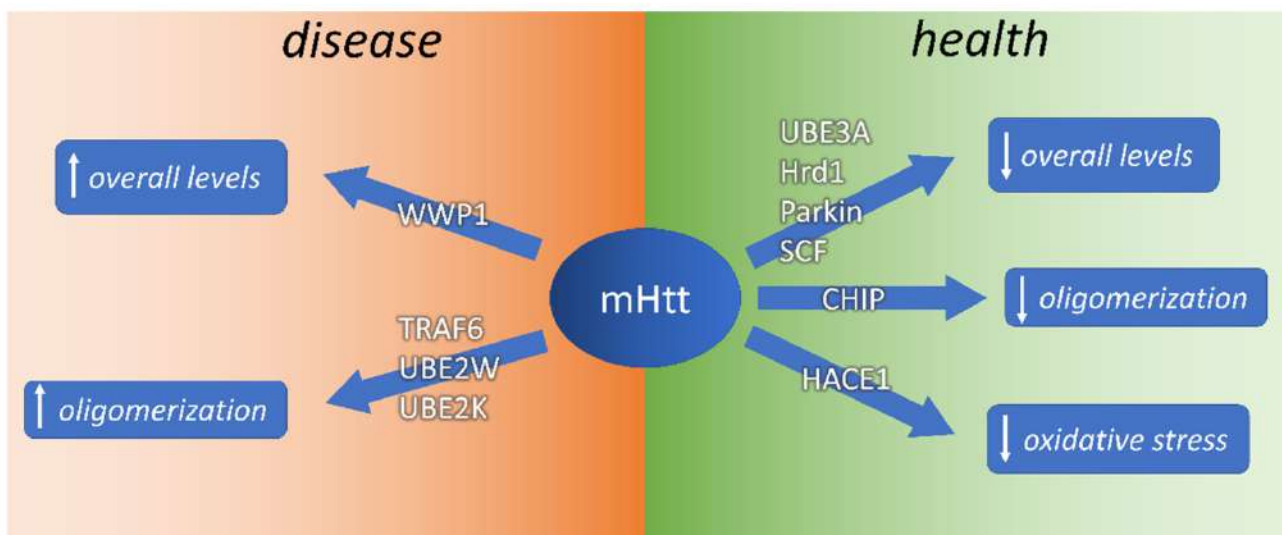 disease
health
↑ overall levels
WWP1
TRAF6
UBE2W
UBE2K
↑ oligomerization
mHtt
UBE3A
Hrd1
Parkin
SCF
↓ overall levels
CHIP
↓ oligomerization
HACE1
↓ oxidative stress